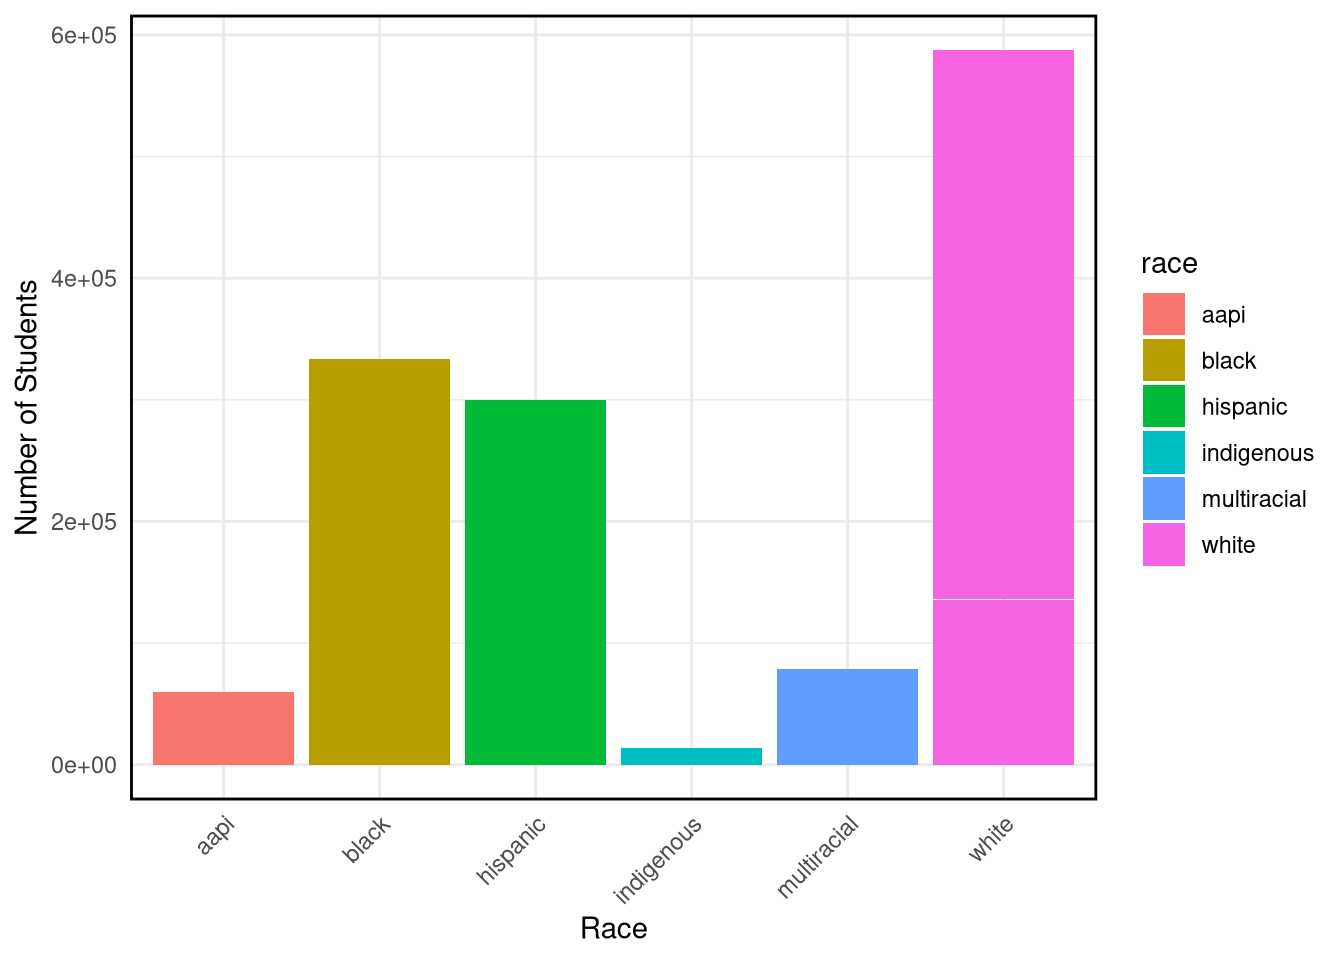 6e+05
4e+05
2e+05
0e+00
Number of Students
aapi
black
hispanic
indigenous
multiracial
white
Race
race
aapi
black
hispanic
indigenous
multiracial
white